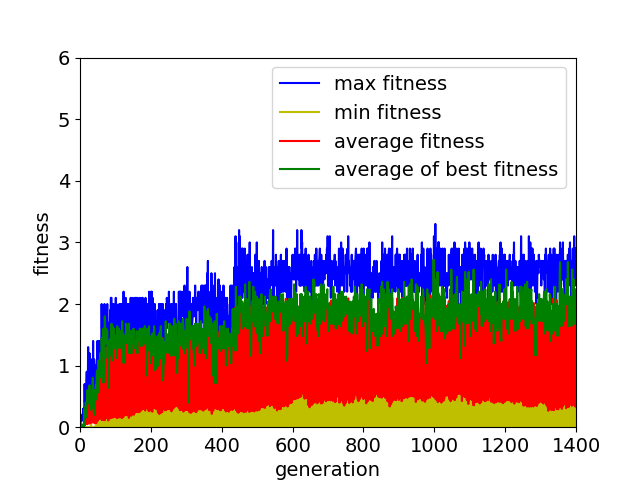 max fitness
min fitness
average fitness
average of best fitness
fitness
6
5
4
3
2
1
0
0 200 400 600 800 1000 1200 1400
generation